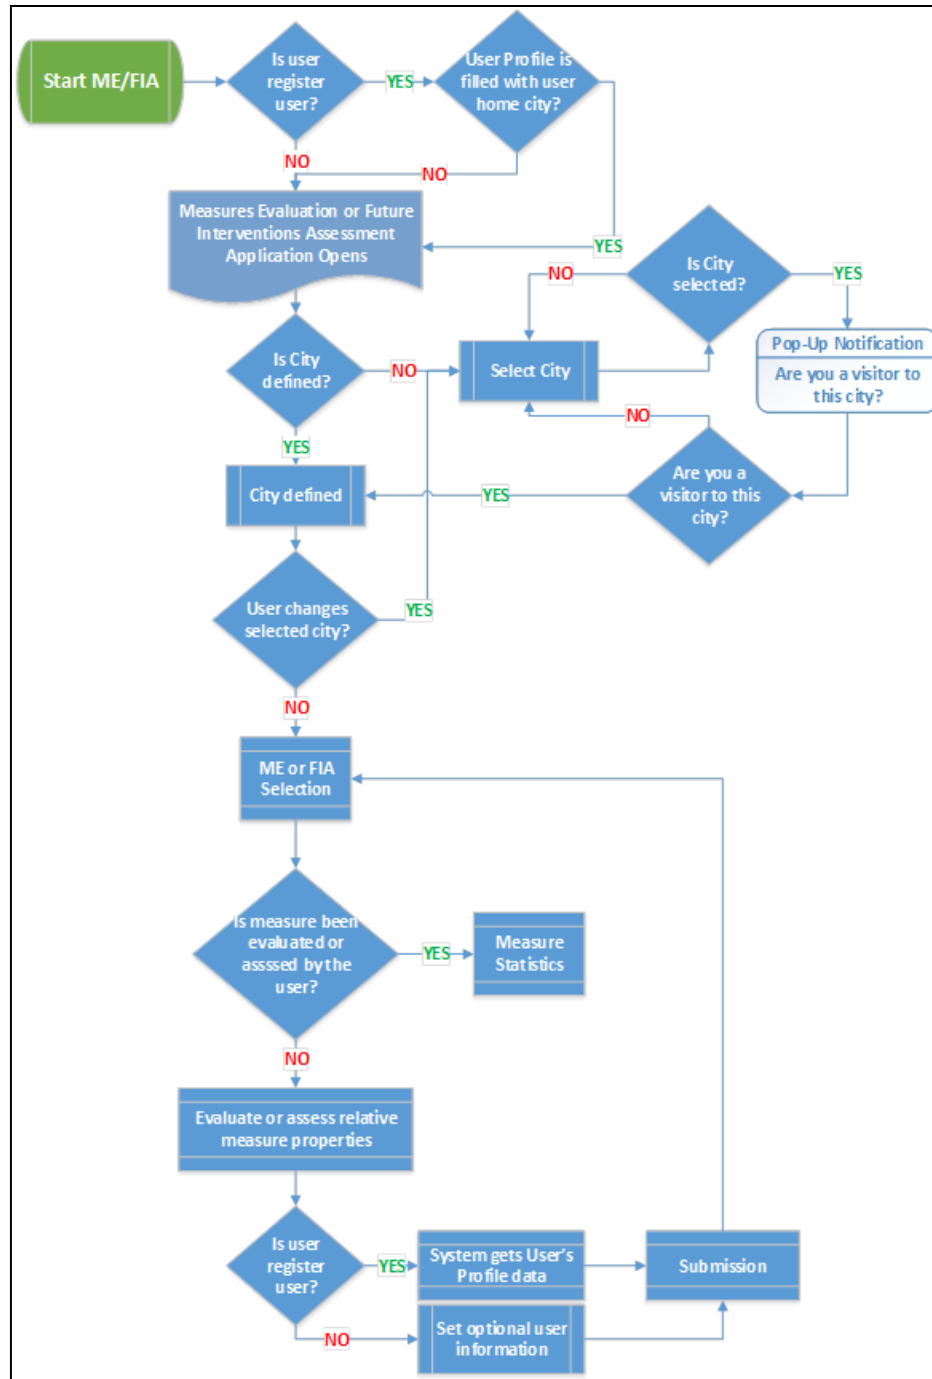 Start ME/FIA
Is user
register
user?
YES
User Profile is
filled with user
home city?
NO
NO
YES
Measures Evaluation or Future
Interventions Assessment
Application Opens
Is City
selected?
NO
YES
Pop-Up Notification
Are you a visitor to
this city?
Is City
defined?
NO
Select City
YES
NO
City defined
YES
Are you a
visitor to this
city?
User changes
selected city?
YES
NO
ME or FIA
Selection
Is measure been
evaluated or
assssed by the
user?
YES
Measure
Statistics
NO
Evaluate or assess relative
measure properties
Is user
register
user?
YES
System gets User's
Profile data
Submission
NO
Set optional user
information